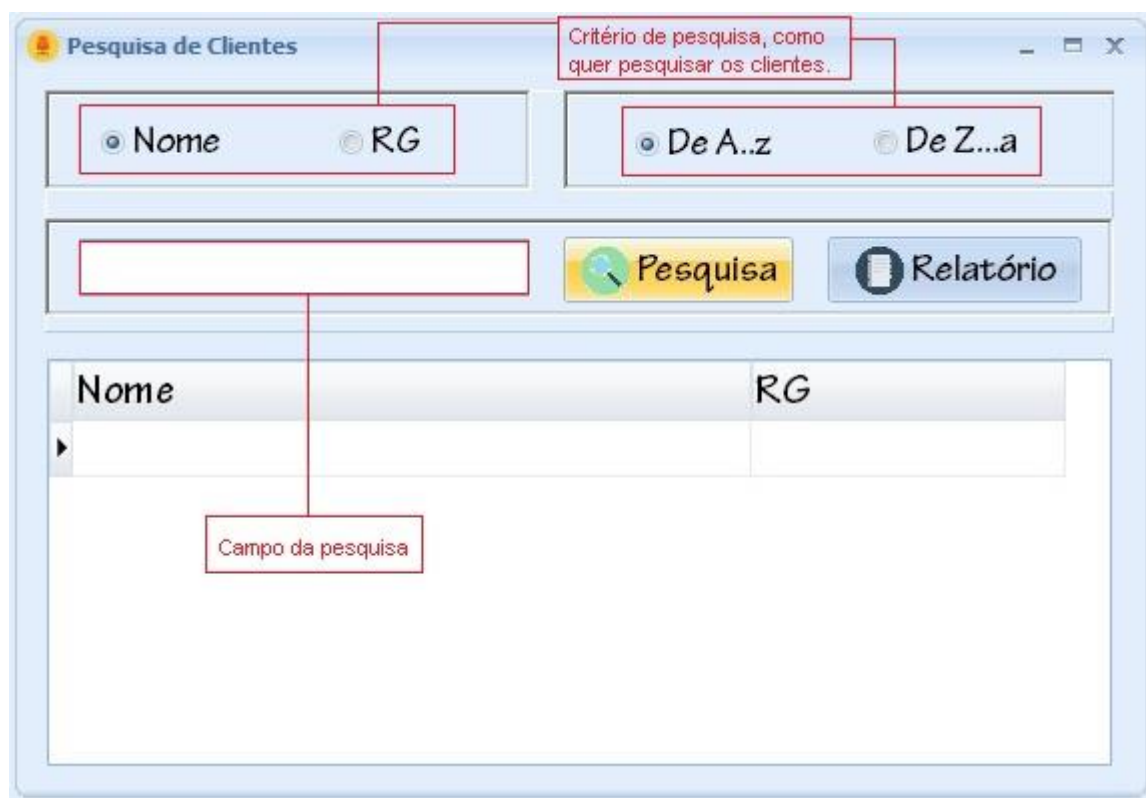 Pesquisa de Clientes
Critério de pesquisa, como
quer pesquisar os clientes.
Nome
RG
De A..z
De Z...a
Pesquisa
Relatório
Nome
RG
Campo da pesquisa